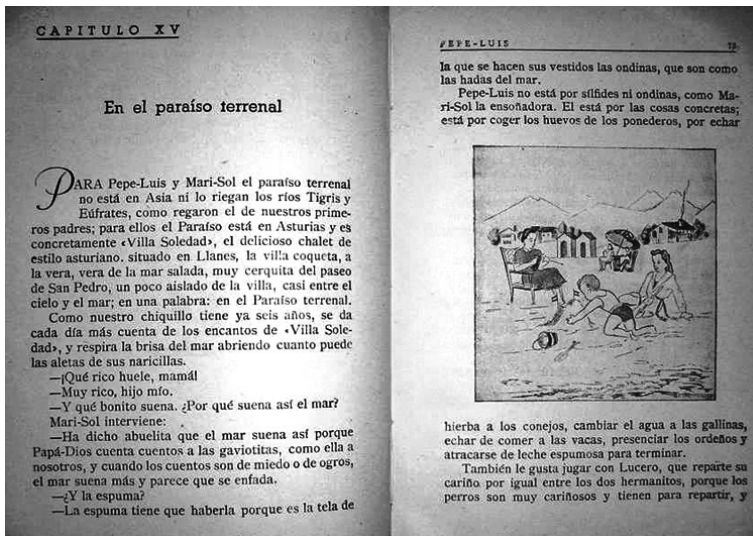 CAPITULO XV
En el paraíso terrenal
PARA Pepe-Luis y Mari-Sol el paraíso terrenal
no está en Asia ni lo riegan los ríos Tigris y
Eúfrates, como regaron el de nuestros prime-
ros padres; para ellos el Paraíso está en Asturias y es
concretamente «Villa Soledad», el delicioso chalet de
estilo asturiano. situado en Llanes, la villa coqueta, a
la vera, vera de la mar salada, muy cerquita del paseo
de San Pedro, un poco aislado de la villa, casi entre el
cielo y el mar; en una palabra: en el Paraíso terrenal.
Como nuestro chiquillo tiene ya seis años, se da
cada día más cuenta de los encantos de «Villa Sole-
dad», y respira la brisa del mar abriendo cuanto puede
las aletas de sus naricillas.
—¡Qué rico huele, mamá!
—Muy rico, hijo mío.
—Y qué bonito suena. ¿Por qué suena así el mar?
Mari-Sol interviene:
—Ha dicho abuelita que el mar suena así porque
Papá-Dios cuenta cuentos a las gaviotitas, como ella a
nosotros, y cuando los cuentos son de miedo o de ogros,
el mar suena más y parece que se enfada.
—¿Y la espuma?
—La espuma tiene que haberla porque es la tela de
PEPE-LUIS
la que se hacen sus vestidos las ondinas, que son como
las hadas del mar.
Pepe-Luis no está por sílfides ni ondinas, como Ma-
ri-Sol la ensoñadora. El está por las cosas concretas;
está por coger los huevos de los ponederos, por echar
hierba a los conejos, cambiar el agua a las gallinas,
echar de comer a las vacas, presenciar los ordeños y
atracarse de leche espumosa para terminar.
También le gusta jugar con Lucero, que reparte su
cariño por igual entre los dos hermanitos, porque los
perros son muy cariñosos y tienen para repartir, y